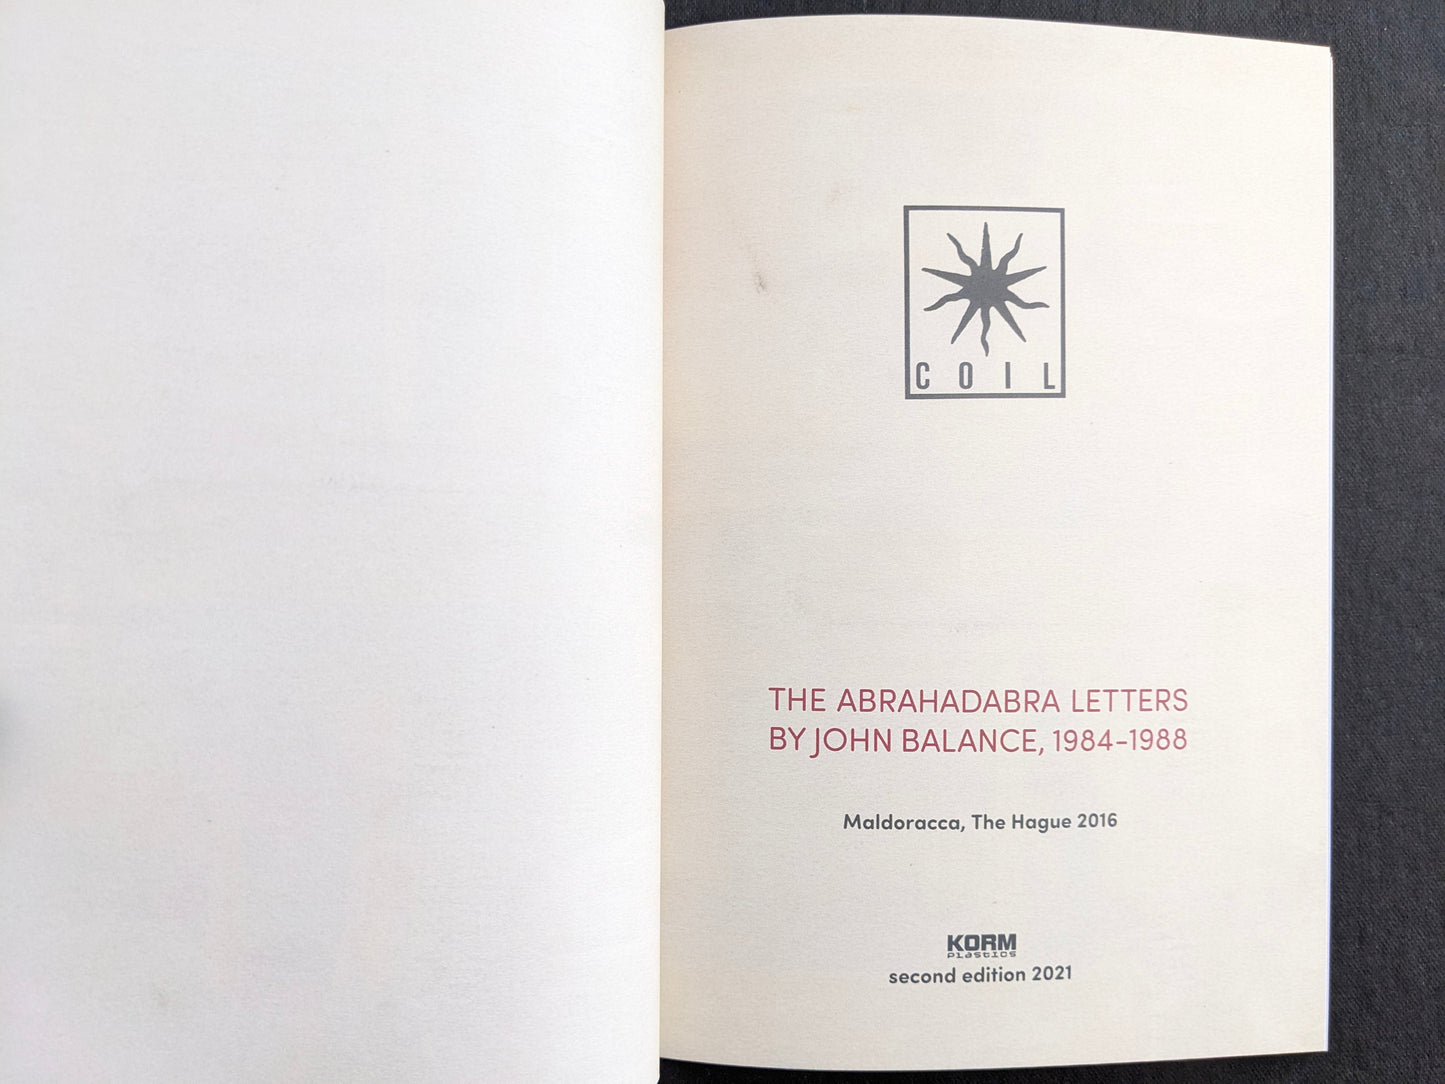 COIL
THE ABRAHADABRA LETTERS
BY JOHN BALANCE, 1984–1988
Maldoracca, The Hague 2016
KORM
plastics
second edition 2021